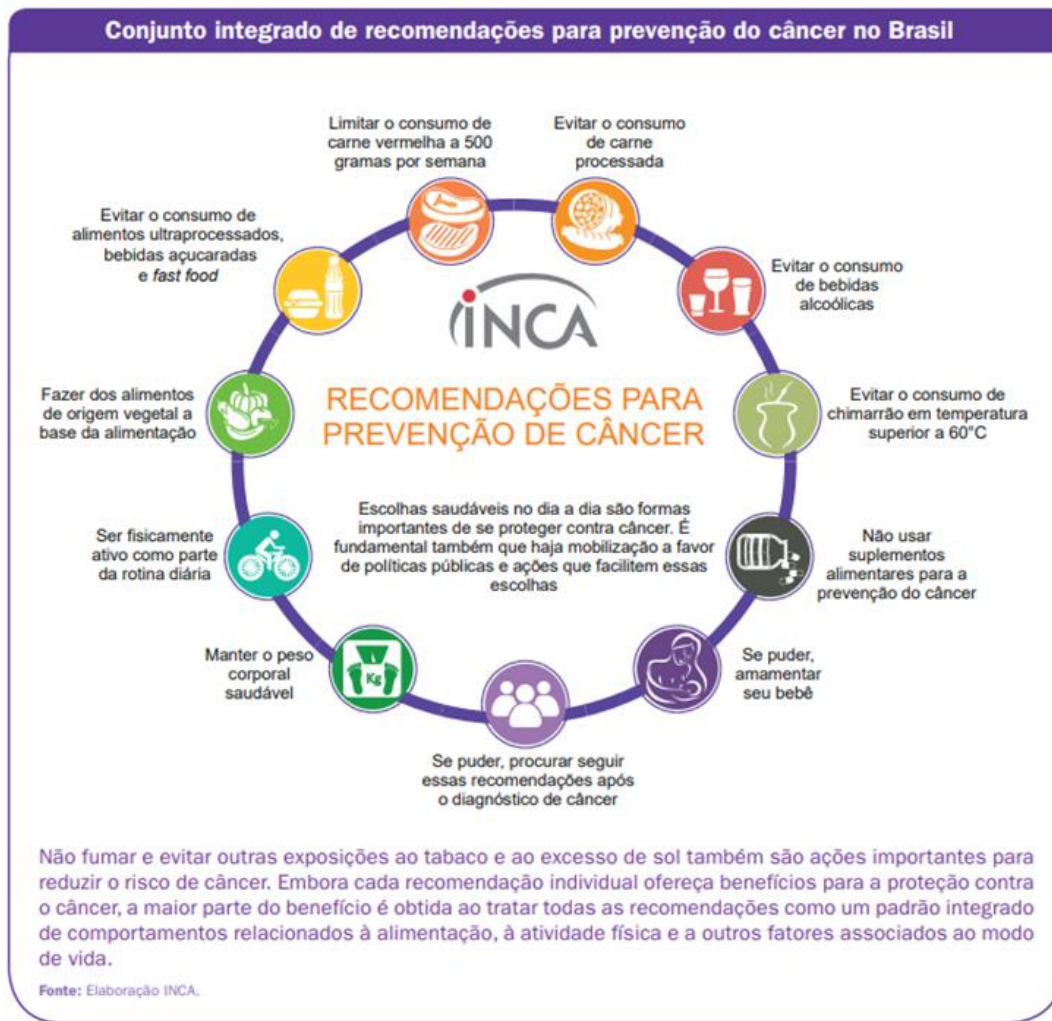 Conjunto integrado de recomendações para prevenção do câncer no Brasil
Limitar o consumo de
carne vermelha a 500
gramas por semana
Evitar o consumo
de carne
processada
Evitar o consumo de
alimentos ultraprocessados,
bebidas açucaradas
e fast food
Evitar o consumo
de bebidas
alcoólicas
INCA
Fazer dos alimentos
de origem vegetal a
base da alimentação
RECOMENDAÇÕES PARA
PREVENÇÃO DE CÂNCER
Evitar o consumo de
chimarrão em temperatura
superior a 60°C
Escolhas saudáveis no dia a dia são formas
importantes de se proteger contra câncer. É
fundamental também que haja mobilização a favor
de políticas públicas e ações que facilitem essas
escolhas
Ser fisicamente
ativo como parte
da rotina diária
Não usar
suplementos
alimentares para a
prevenção do câncer
Manter o peso
corporal
saudável
Kg
Se puder,
amamentar
seu bebê
Se puder, procurar seguir
essas recomendações após
o diagnóstico de câncer
Não fumar e evitar outras exposições ao tabaco e ao excesso de sol também são ações importantes para
reduzir o risco de câncer. Embora cada recomendação individual ofereça benefícios para a proteção contra
o câncer, a maior parte do benefício é obtida ao tratar todas as recomendações como um padrão integrado
de comportamentos relacionados à alimentação, à atividade física e a outros fatores associados ao modo
de vida.
Fonte: Elaboração INCA.